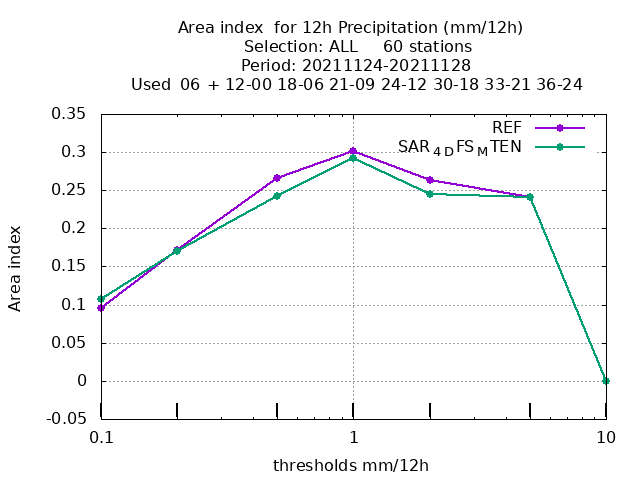 Area index  for 12h Precipitation (mm/12h)
Selection: ALL     60 stations
Period: 20211124-20211128
Used  06 + 12-00 18-06 21-09 24-12 30-18 33-21 36-24
REF
SAR4DFSMTEN
0.35
0.3
0.25
0.2
0.15
0.1
0.05
0
-0.05
Area index
0.1 1 10
thresholds mm/12h